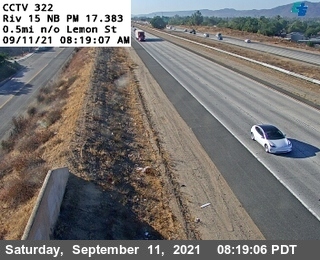 CCTV 322
Riv 15 NB PM 17.383
0.5mi n/o Lemon St
09/11/21 08:19:07 AM
Saturday, September 11, 2021 08:19:06 PDT